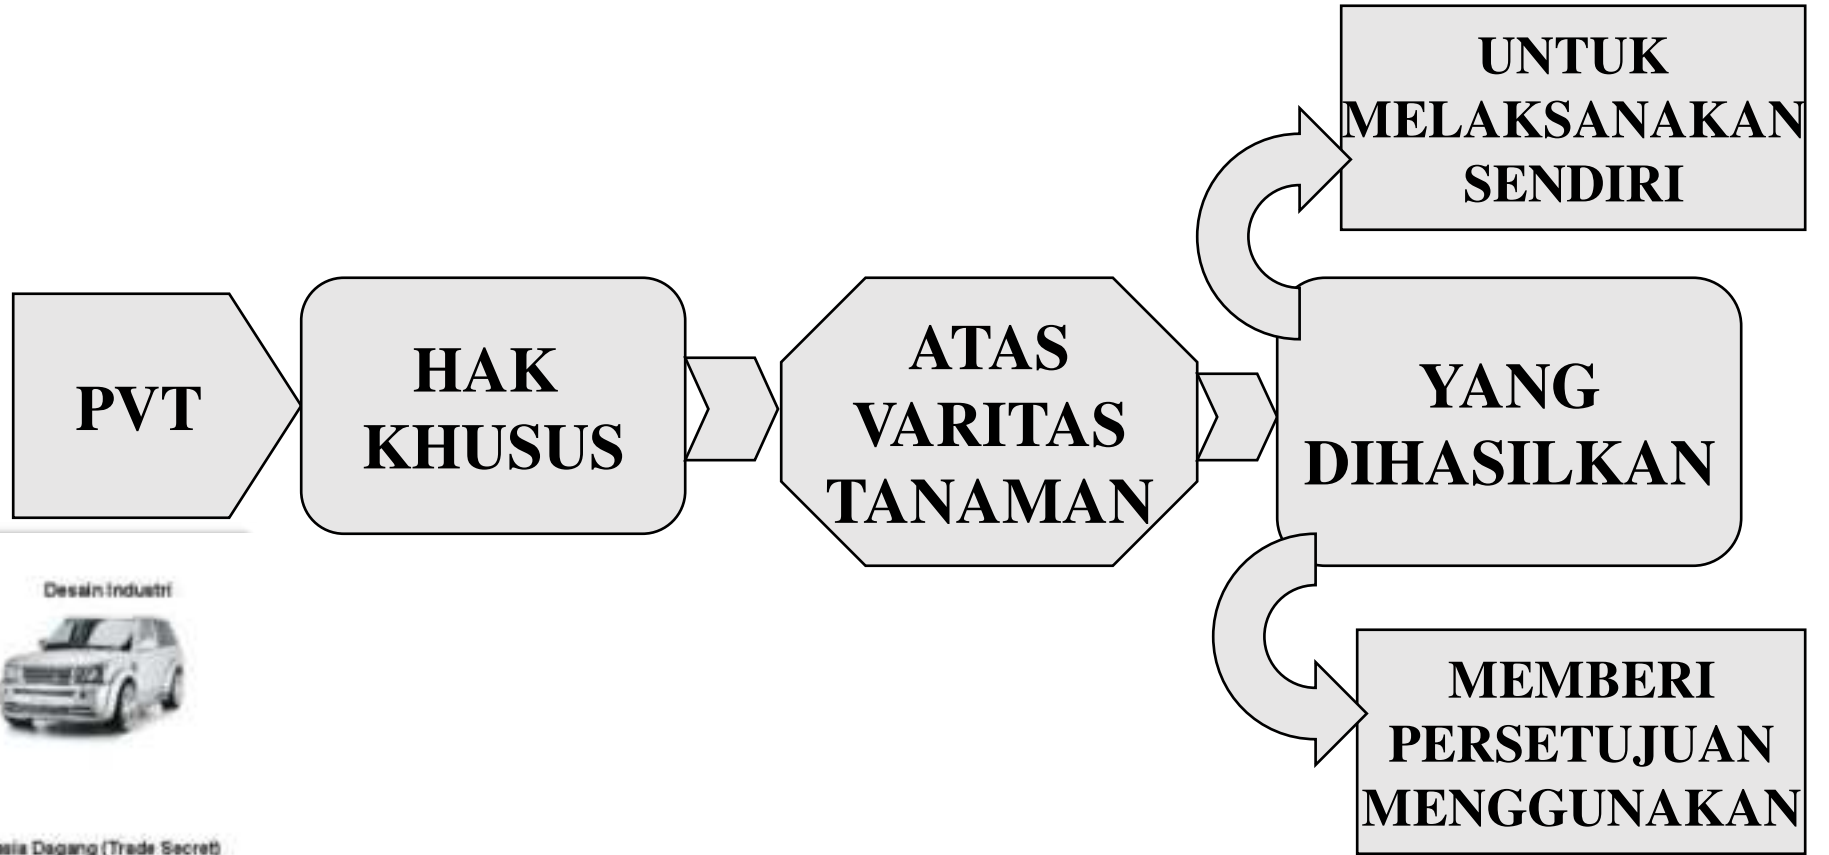 UNTUK
MELAKSANAKAN
SENDIRI
PVT
HAK
KHUSUS
ATAS
VARITAS
TANAMAN
YANG
DIHASILKAN
Desain Industri
MEMBERI
PERSETUJUAN
MENGGUNAKAN
Dagang (Trade Secret)